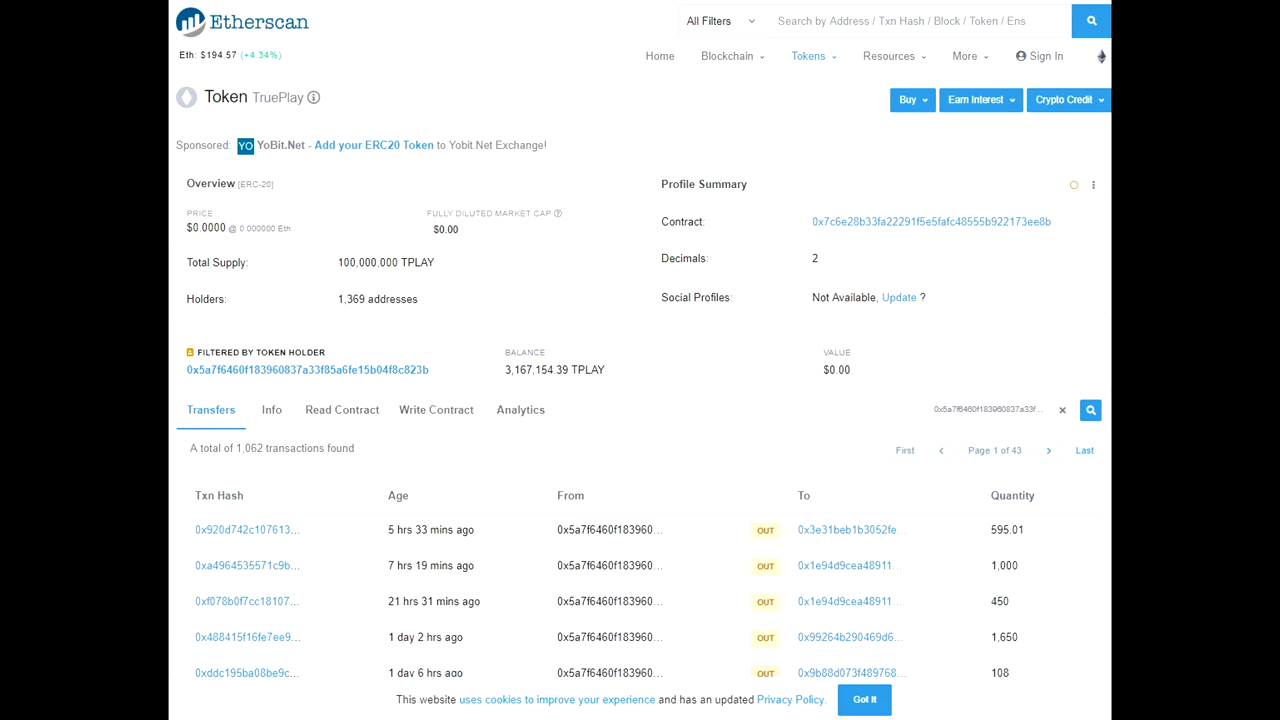 Etherscan
All Filters
Search by Address / Txn Hash / Block / Token / Ens
Eth: $194.57 (+4.34%)
Home Blockchain Tokens Resources More Sign In
Token TruePlay
Buy Earn Interest Crypto Credit
Sponsored: YO YoBit.Net - Add your ERC20 Token to Yobit.Net Exchange!
Overview [ERC-20]
PRICE FULLY DILUTED MARKET CAP
$0.0000 @ 0.000000 Eth $0.00
Total Supply: 100,000,000 TPLAY
Holders: 1,369 addresses
Profile Summary
Contract: 0x7c6e28b33fa22291f5e5fafc48555b922173ee8b
Decimals: 2
Social Profiles: Not Available, Update ?
FILTERED BY TOKEN HOLDER BALANCE VALUE
0x5a7f6460f183960837a33f85a6fe15b04f8c823b 3,167,154.39 TPLAY $0.00
Transfers Info Read Contract Write Contract Analytics 0x5a7f6460f183960837a33f...
A total of 1,062 transactions found First Page 1 of 43 Last
Txn Hash Age From To Quantity
0x920d742c107613... 5 hrs 33 mins ago 0x5a7f6460f183960... OUT 0x3e31beb1b3052fe... 595.01
0xa4964535571c9b... 7 hrs 19 mins ago 0x5a7f6460f183960... OUT 0x1e94d9cea48911... 1,000
0xf078b0f7cc18107... 21 hrs 31 mins ago 0x5a7f6460f183960... OUT 0x1e94d9cea48911... 450
0x488415f16fe7ee9... 1 day 2 hrs ago 0x5a7f6460f183960... OUT 0x99264b290469d6... 1,650
0xddc195ba08be9c... 1 day 6 hrs ago 0x5a7f6460f183960... OUT 0x9b88d073f489768... 108
This website uses cookies to improve your experience and has an updated Privacy Policy. Got It